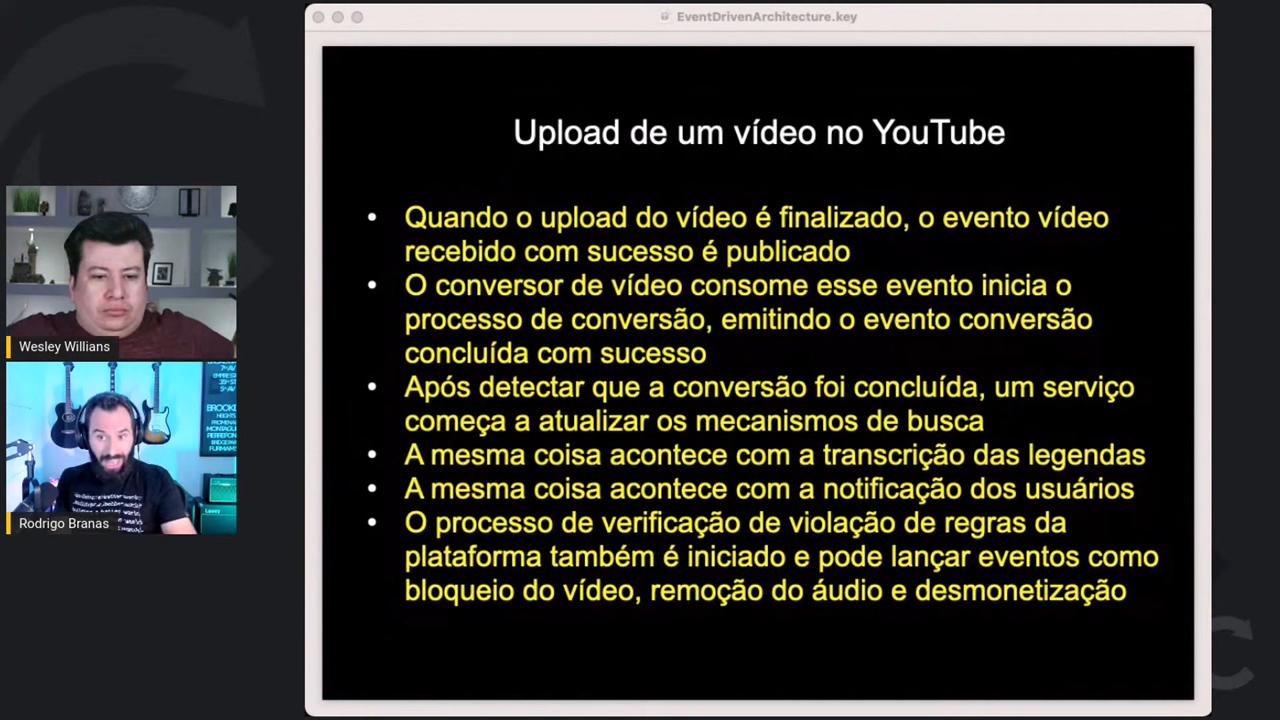 EventDrivenArchitecture.key
Upload de um vídeo no YouTube
• Quando o upload do vídeo é finalizado, o evento vídeo
recebido com sucesso é publicado
• O conversor de vídeo consome esse evento inicia o
processo de conversão, emitindo o evento conversão
concluída com sucesso
• Após detectar que a conversão foi concluída, um serviço
começa a atualizar os mecanismos de busca
• A mesma coisa acontece com a transcrição das legendas
• A mesma coisa acontece com a notificação dos usuários
• O processo de verificação de violação de regras da
plataforma também é iniciado e pode lançar eventos como
bloqueio do vídeo, remoção do áudio e desmonetização
Wesley Willians
Rodrigo Branas